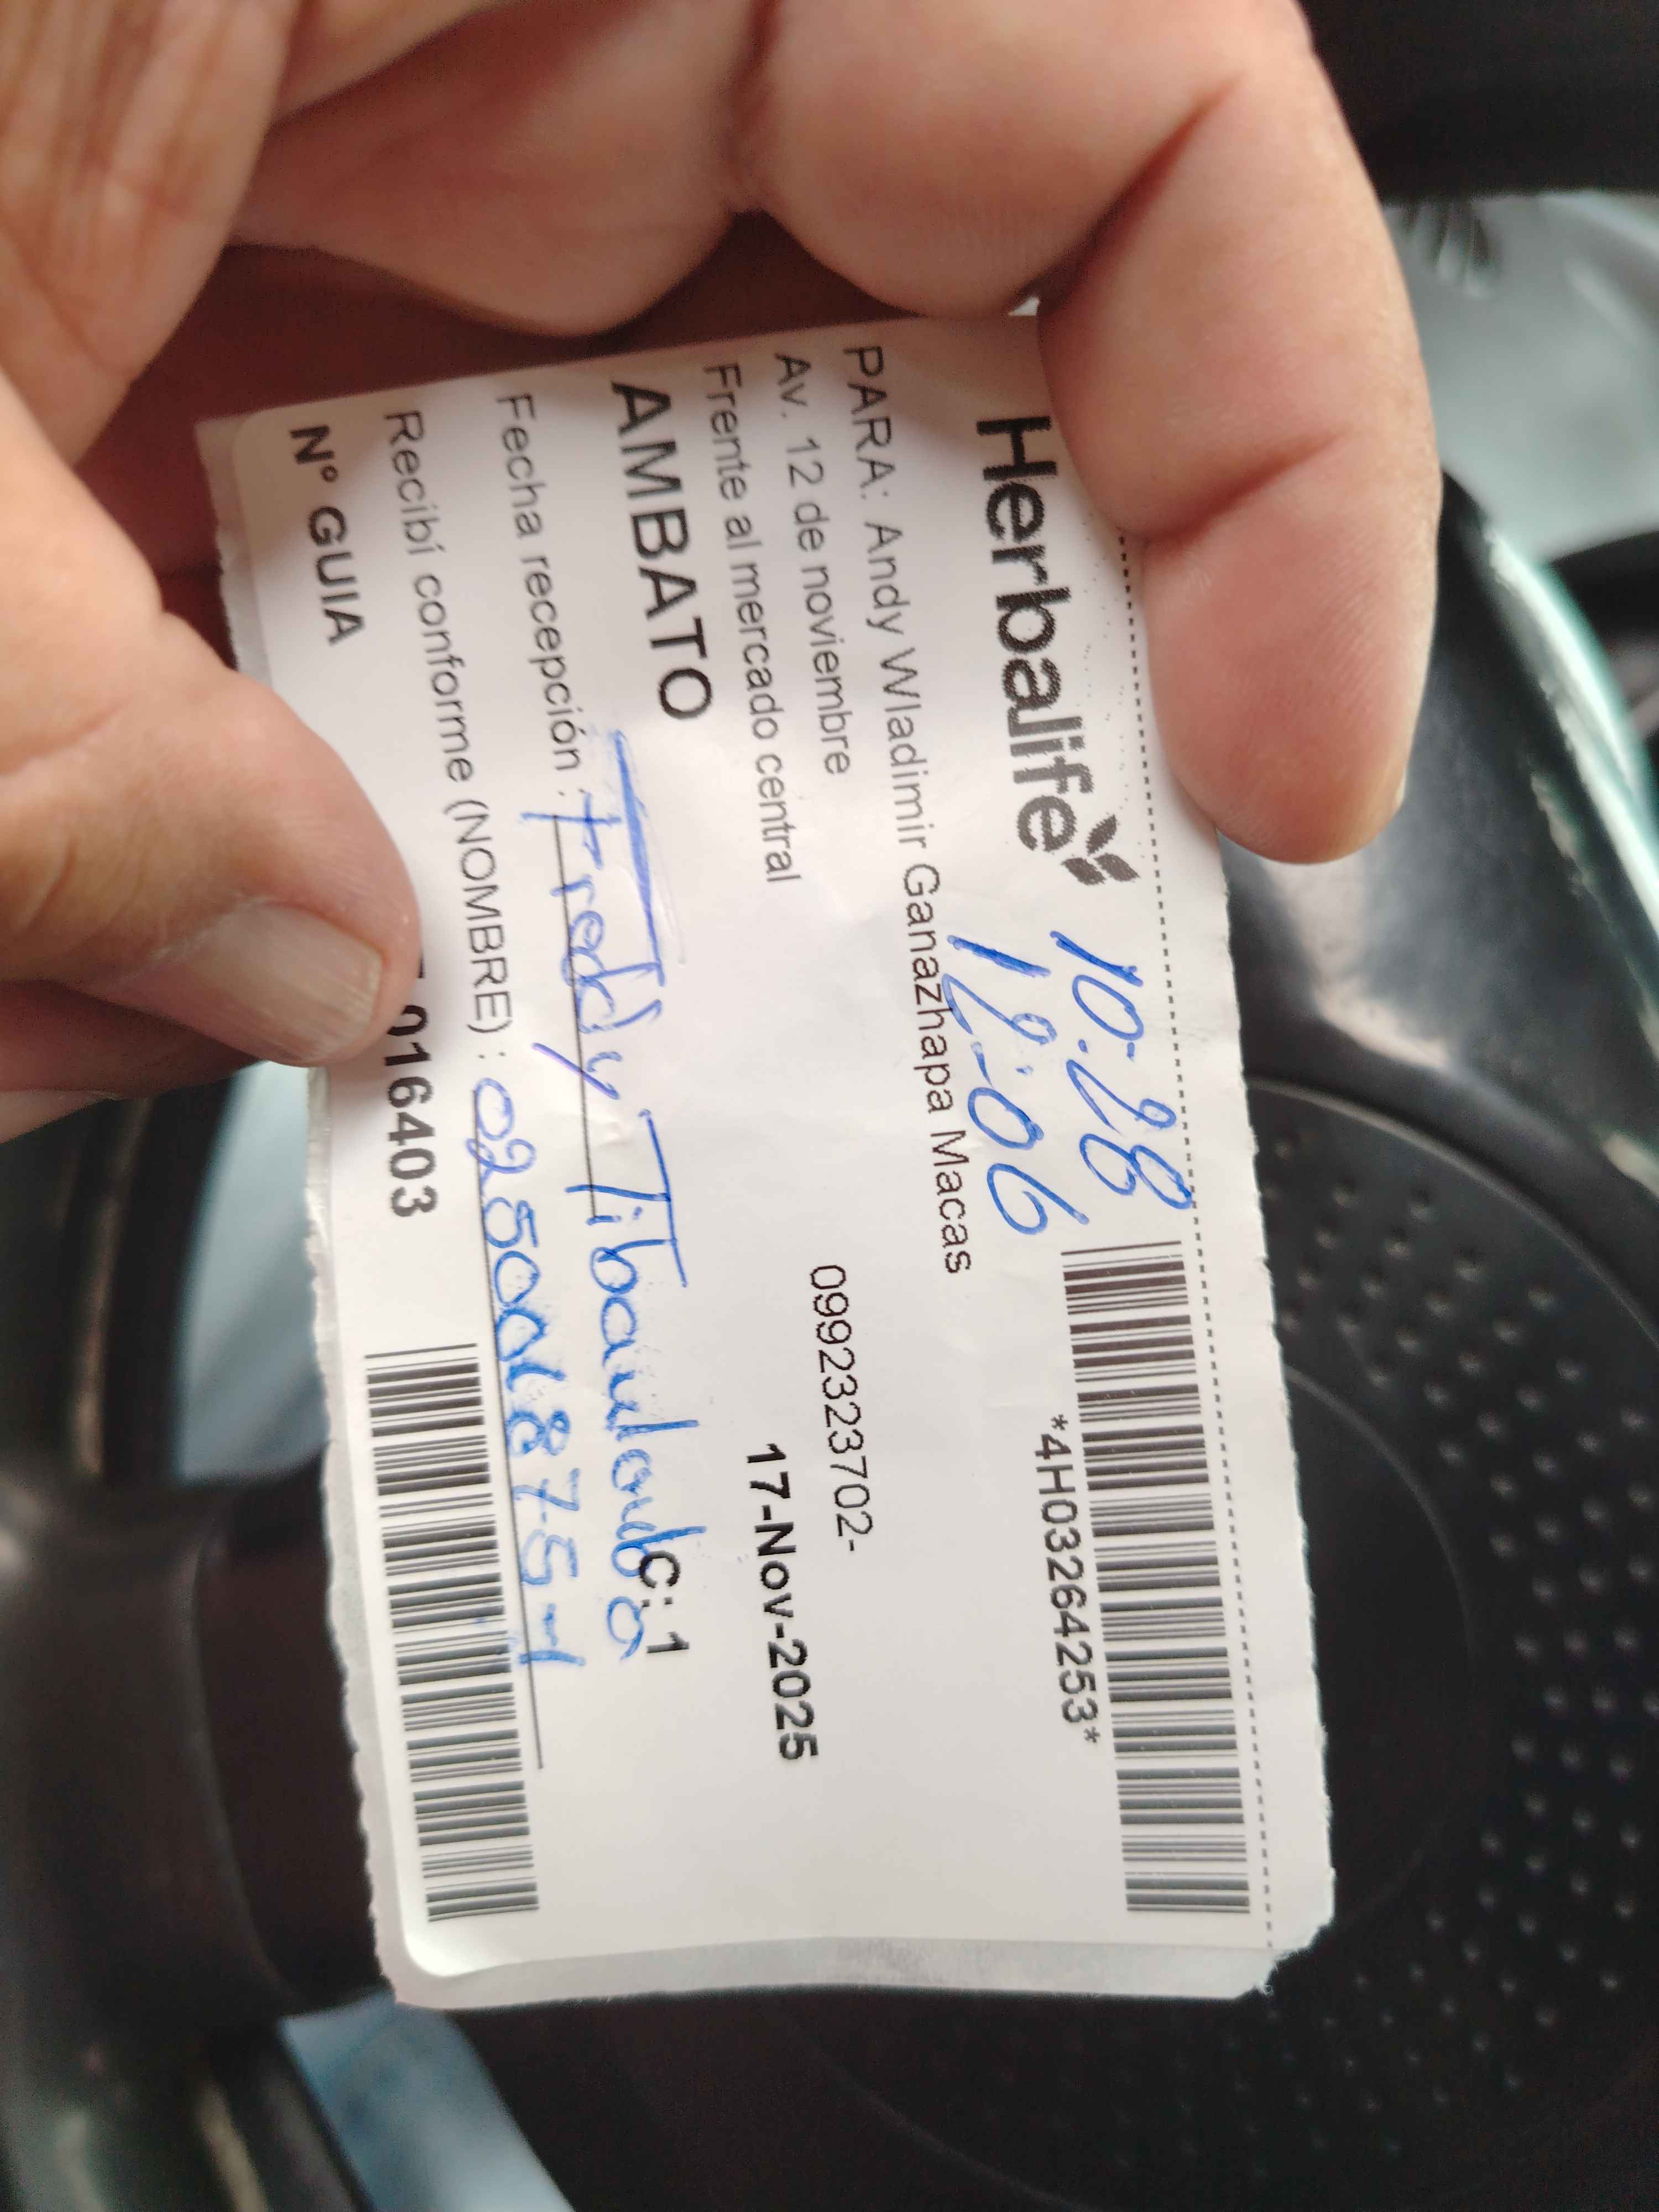 Herbalife
10:28
*4H03264253*
12:06
PARA: Andy Wladimir Ganazhapa Macas
Av. 12 de noviembre
0992323702-
Frente al mercado central
17-Nov-2025
AMBATO
C: 1
Fecha recepción : Fredy
Recibí conforme (NOMBRE) :
N° GUIA
016403